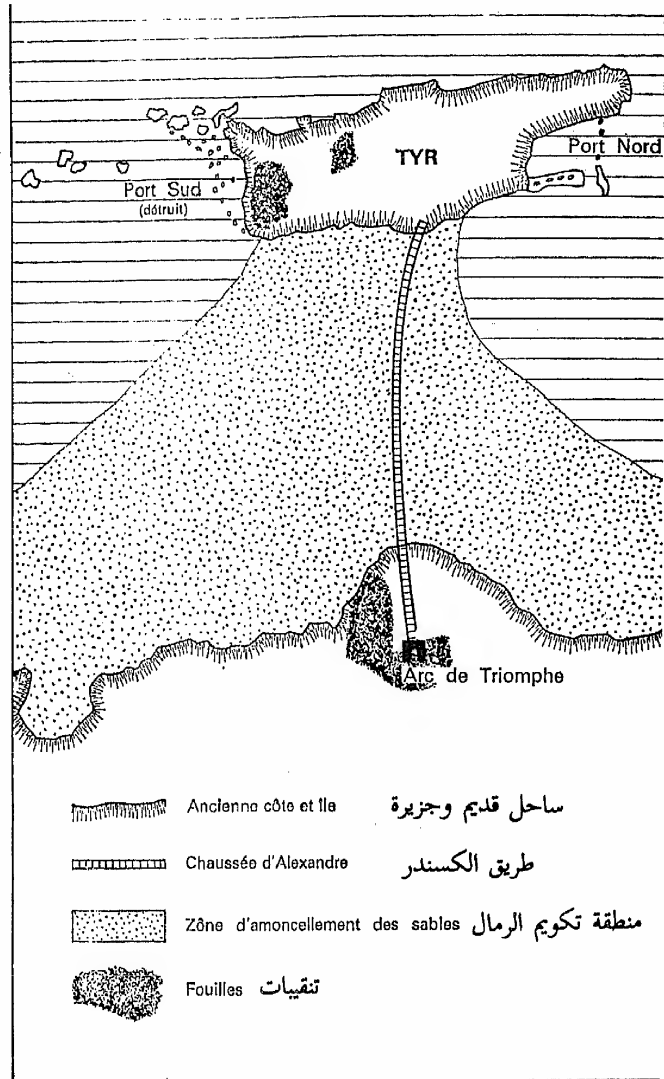 TYR
Port Nord
Port Sud
(détruit)
Arc de Triomphe
Ancienne côte et île ساحل قديم وجزيرة
Chaussée d'Alexandre طريق الكسندر
Zône d'amoncellement des sables منطقة تكويم الرمال
Fouilles تنقيبات